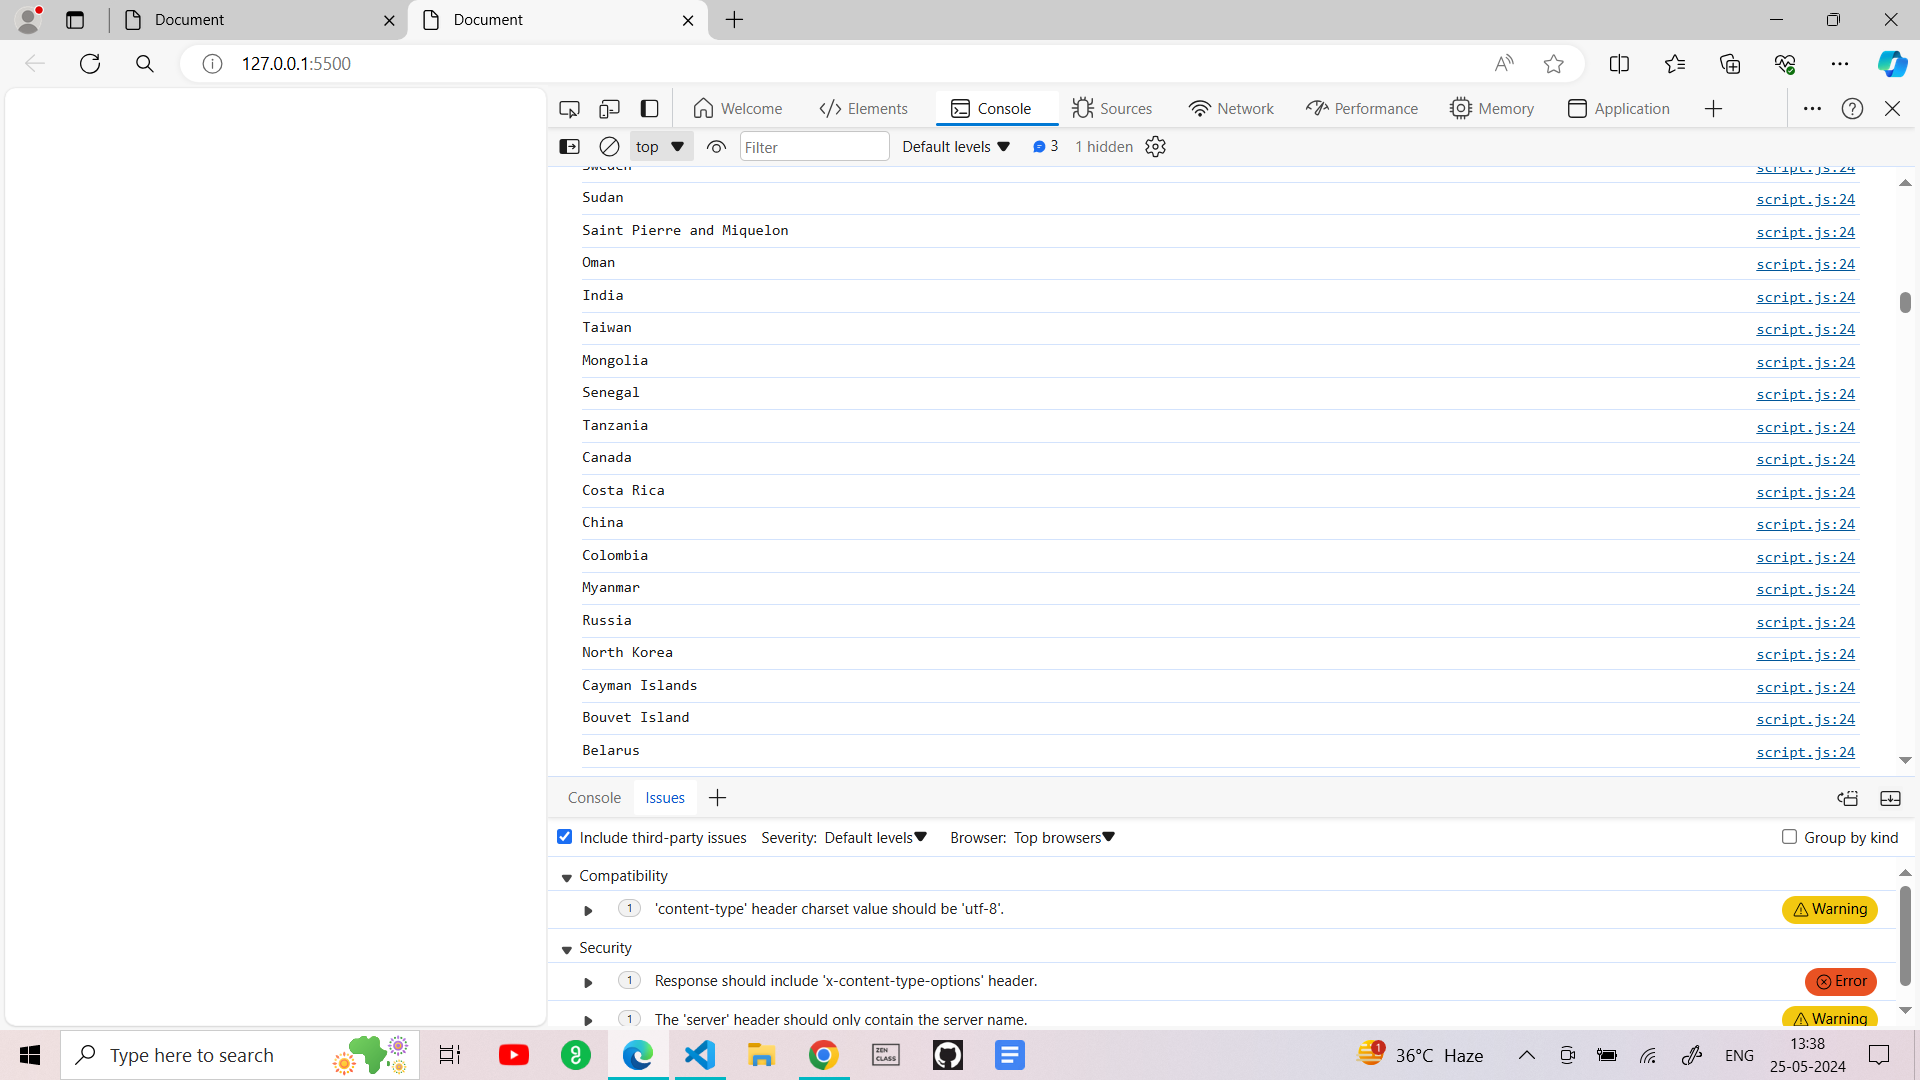 Document
Document
127.0.0.1:5500
Welcome
Elements
Console
Sources
Network
Performance
Memory
Application
top
Filter
Default levels
3
1 hidden
Sweden script.js:24
Sudan script.js:24
Saint Pierre and Miquelon script.js:24
Oman script.js:24
India script.js:24
Taiwan script.js:24
Mongolia script.js:24
Senegal script.js:24
Tanzania script.js:24
Canada script.js:24
Costa Rica script.js:24
China script.js:24
Colombia script.js:24
Myanmar script.js:24
Russia script.js:24
North Korea script.js:24
Cayman Islands script.js:24
Bouvet Island script.js:24
Belarus script.js:24
Console
Issues
Include third-party issues
Severity: Default levels
Browser: Top browsers
Group by kind
Compatibility
1 'content-type' header charset value should be 'utf-8'. Warning
Security
1 Response should include 'x-content-type-options' header. Error
1 The 'server' header should only contain the server name. Warning
Type here to search
ZEN
CLASS
1
36°C Haze
ENG
13:38
25-05-2024